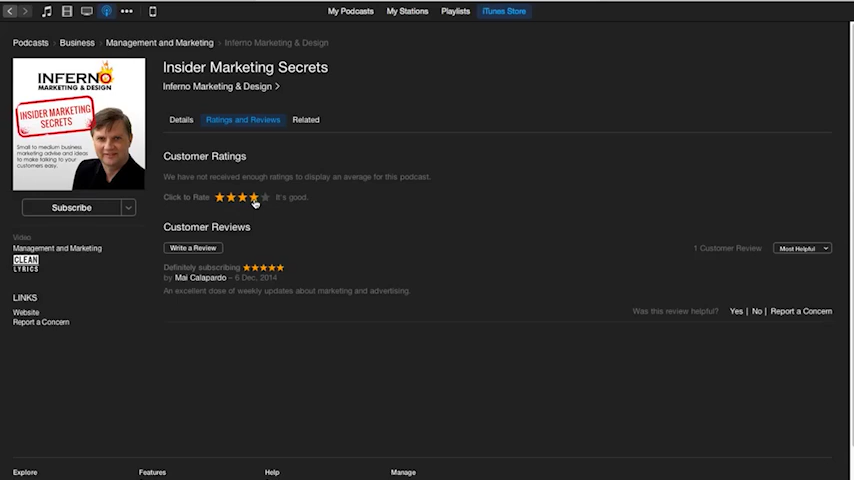 My Podcasts My Stations Playlists iTunes Store
Podcasts > Business > Management and Marketing > Inferno Marketing & Design
INFERNO
MARKETING & DESIGN
INSIDER MARKETING
SECRETS
Small to medium business
marketing advise and ideas
to make talking to your
customers easy.
Insider Marketing Secrets
Inferno Marketing & Design >
Details Ratings and Reviews Related
Customer Ratings
We have not received enough ratings to display an average for this podcast.
Click to Rate ★★★★★ It's good.
Subscribe
Customer Reviews
Write a Review 1 Customer Review Most Helpful
Definitely subscribing ★★★★★
by Mai Calapardo – 6 Dec, 2014
An excellent dose of weekly updates about marketing and advertising.
Was this review helpful? Yes | No | Report a Concern
Video
Management and Marketing
CLEAN
LYRICS
LINKS
Website
Report a Concern
Explore Features Help Manage